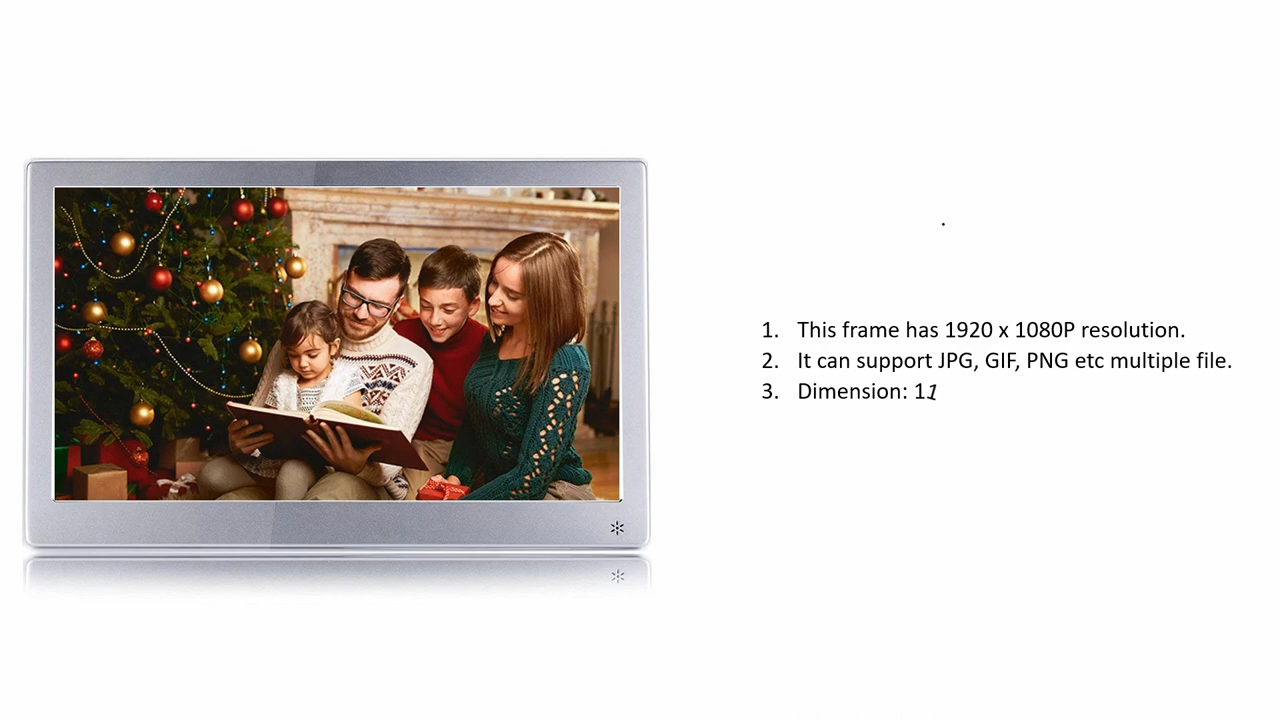 1. This frame has 1920 x 1080P resolution.
2. It can support JPG, GIF, PNG etc multiple file.
3. Dimension: 11